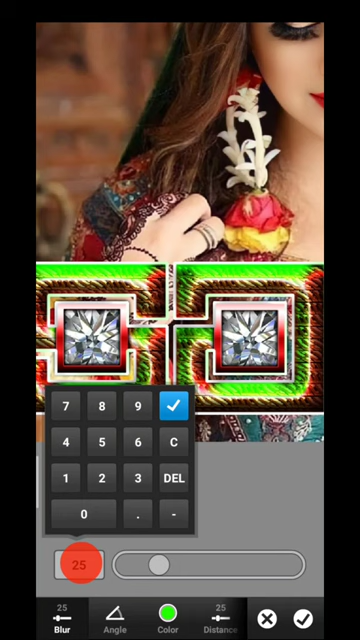 7 8 9
4 5 6 C
1 2 3 DEL
0 . -
25
25 25
Blur Angle Color Distance